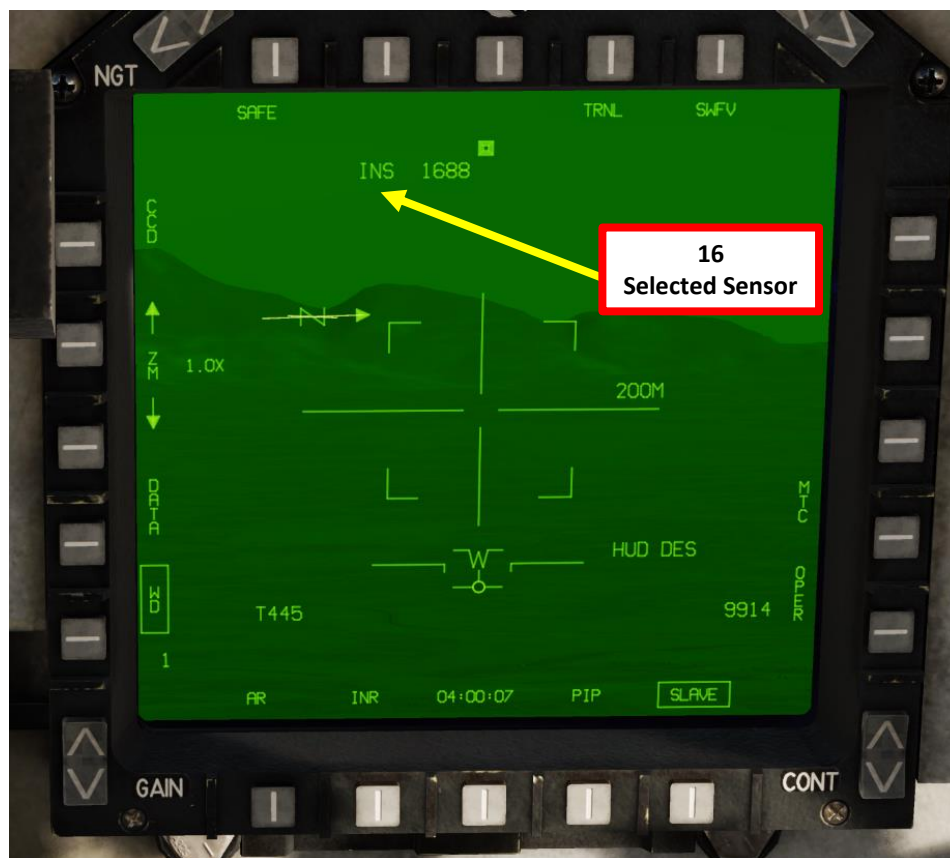 NGT
SAFE TRNL SWFV
INS 1688
CCD
16
Selected Sensor
ZM 1.0X
200M
DATA
MTC
W
HUD DES
WD
OPER
T445
9914
1
AR INR 04:00:07 PIP SLAVE
GAIN CONT